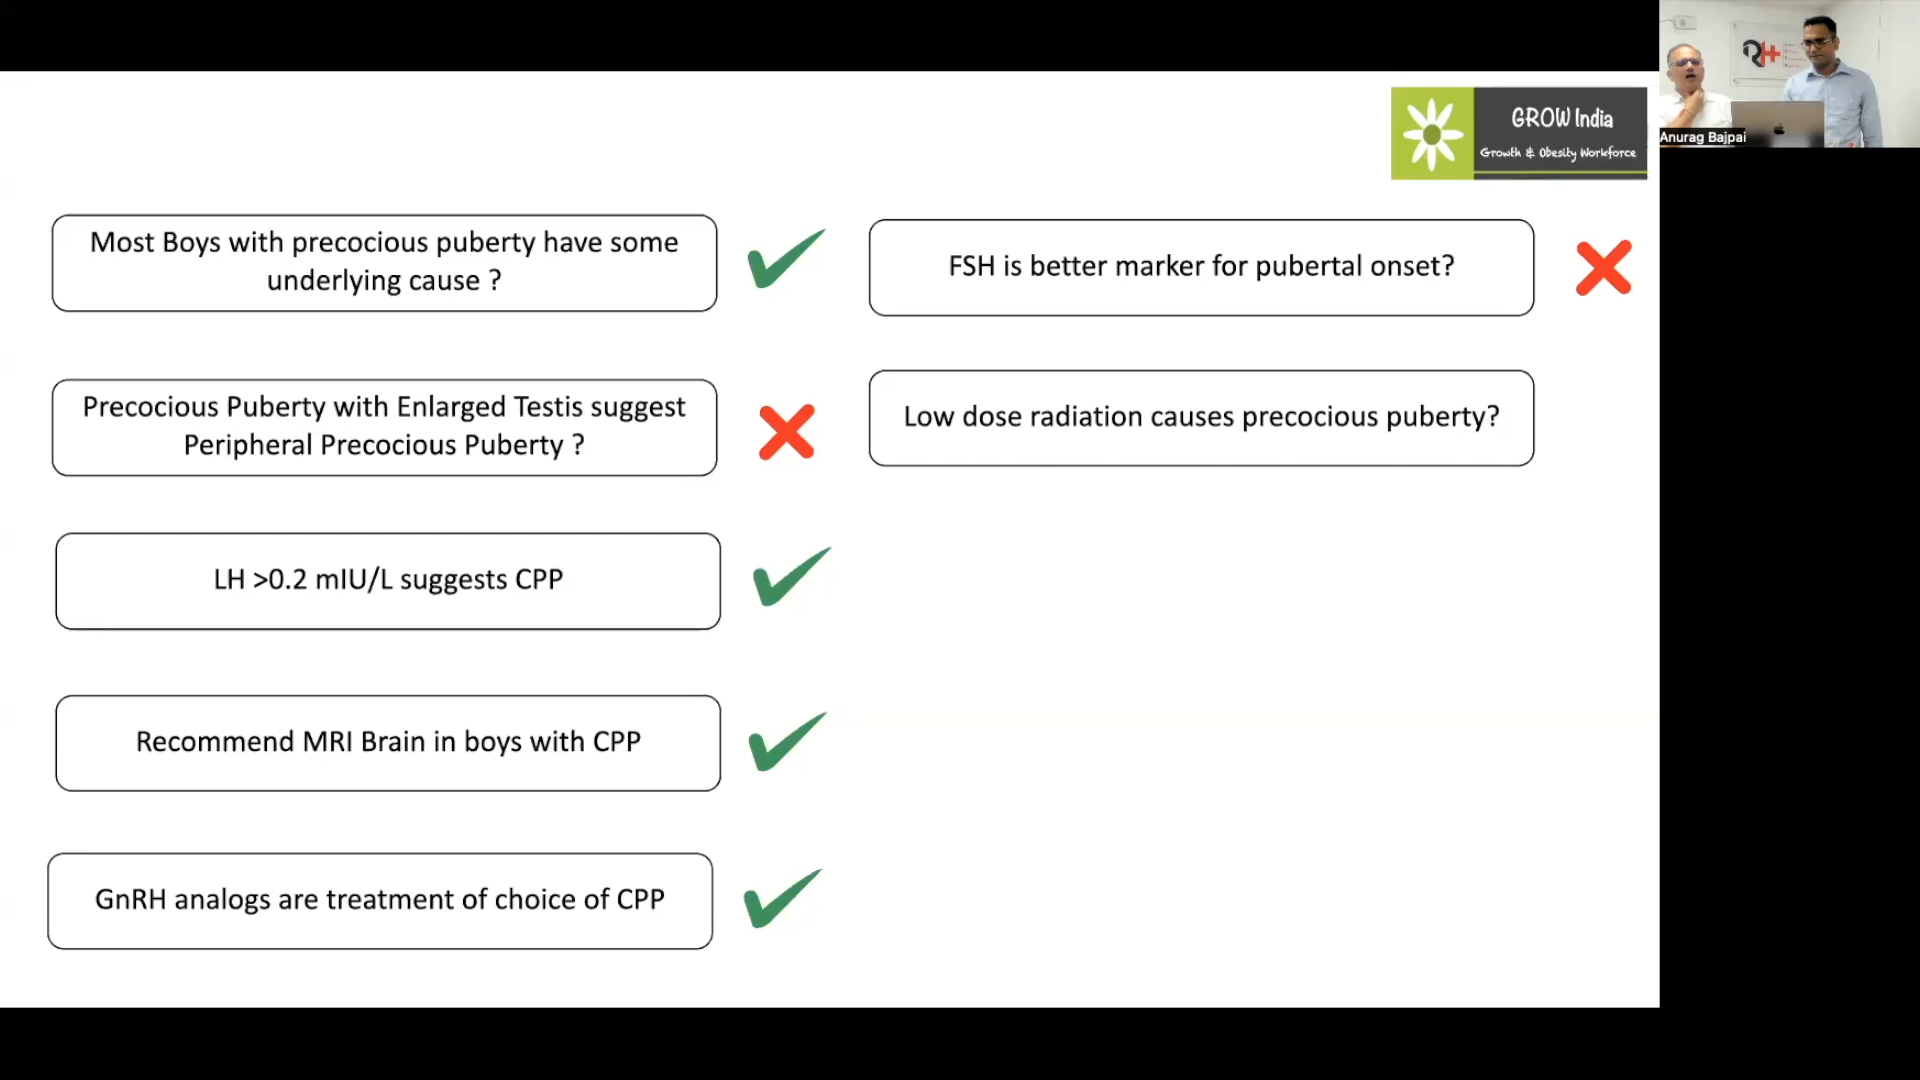 GROW India
Growth & Obesity Workforce
Anurag Bajpai
Most Boys with precocious puberty have some
underlying cause ?
Precocious Puberty with Enlarged Testis suggest
Peripheral Precocious Puberty ?
LH >0.2 mIU/L suggests CPP
Recommend MRI Brain in boys with CPP
GnRH analogs are treatment of choice of CPP
FSH is better marker for pubertal onset?
Low dose radiation causes precocious puberty?